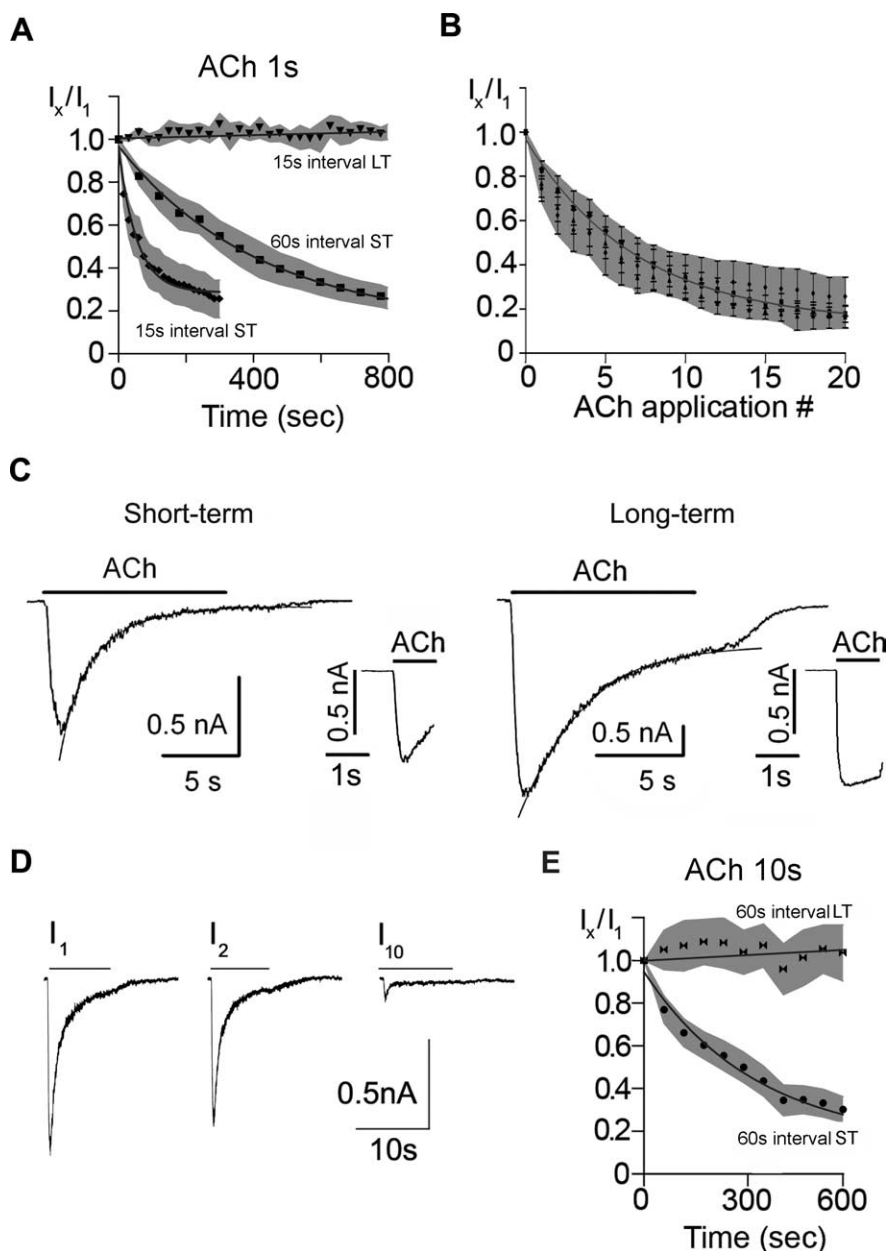 A
ACh 1s
Ix/I1
1.0
0.8
0.6
0.4
0.2
0
15s interval LT
60s interval ST
15s interval ST
0 400 800
Time (sec)
B
Ix/I1
1.0
0.8
0.6
0.4
0.2
0
0 5 10 15 20
ACh application #
C
Short-term
ACh
0.5 nA
5 s
ACh
0.5 nA
1s
Long-term
ACh
0.5 nA
5 s
ACh
0.5 nA
1s
D
I1
I2
I10
0.5nA
10s
E
ACh 10s
Ix/I1
1.0
0.8
0.6
0.4
0.2
0
60s interval LT
60s interval ST
0 300 600
Time (sec)